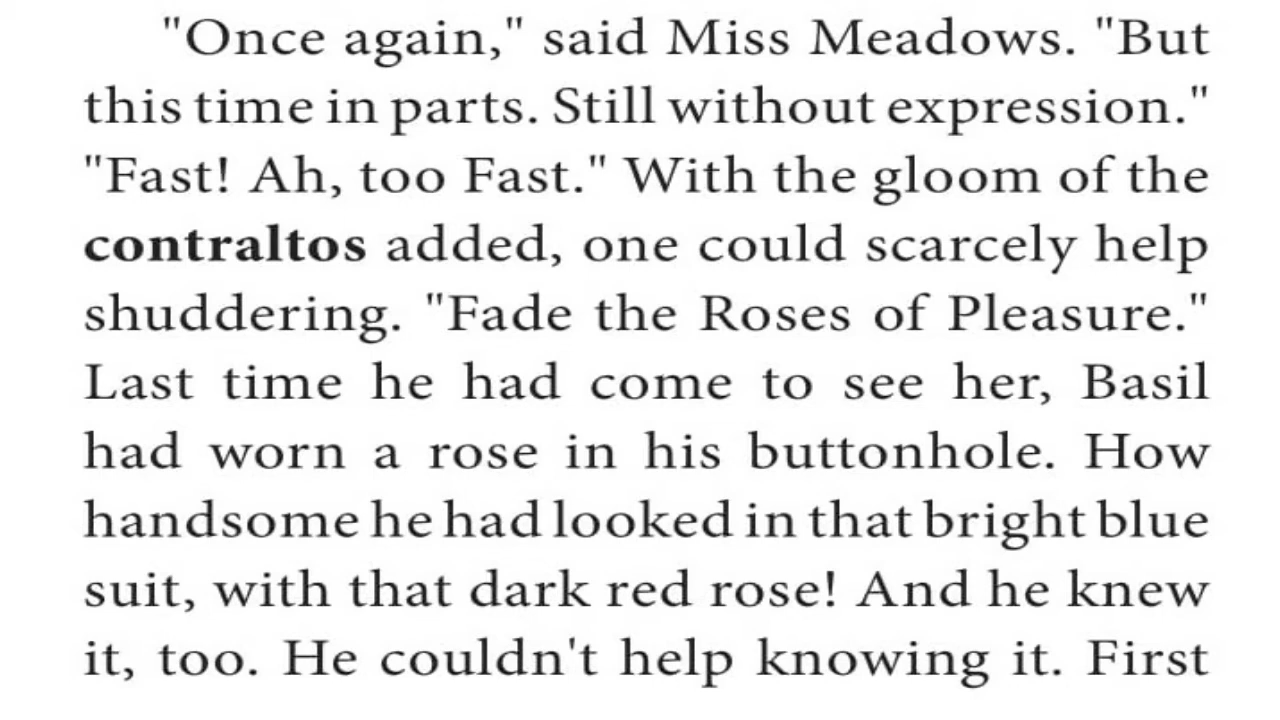 "Once again," said Miss Meadows. "But
this time in parts. Still without expression."
"Fast! Ah, too Fast." With the gloom of the
contraltos added, one could scarcely help
shuddering. "Fade the Roses of Pleasure."
Last time he had come to see her, Basil
had worn a rose in his buttonhole. How
handsome he had looked in that bright blue
suit, with that dark red rose! And he knew
it, too. He couldn't help knowing it. First